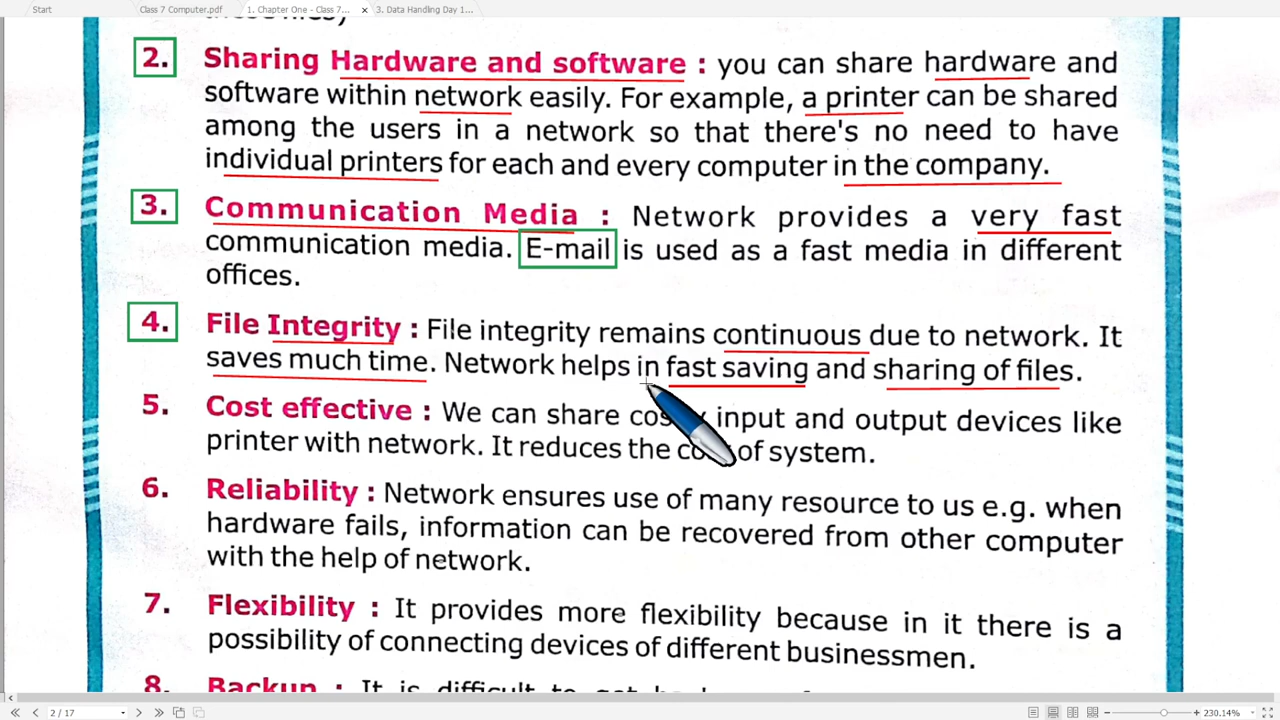 Start
Class 7 Computer.pdf
1. Chapter One - Class 7...
3. Data Handling Day 1...
2. Sharing Hardware and software : you can share hardware and
software within network easily. For example, a printer can be shared
among the users in a network so that there's no need to have
individual printers for each and every computer in the company.
3. Communication Media : Network provides a very fast
communication media. E-mail is used as a fast media in different
offices.
4. File Integrity : File integrity remains continuous due to network. It
saves much time. Network helps in fast saving and sharing of files.
5. Cost effective : We can share input and output devices like
printer with network. It reduces the of system.
6. Reliability : Network ensures use of many resource to us e.g. when
hardware fails, information can be recovered from other computer
with the help of network.
7. Flexibility : It provides more flexibility because in it there is a
possibility of connecting devices of different businessmen.
8. Backup : It is difficult to get
2 / 17
230.14%